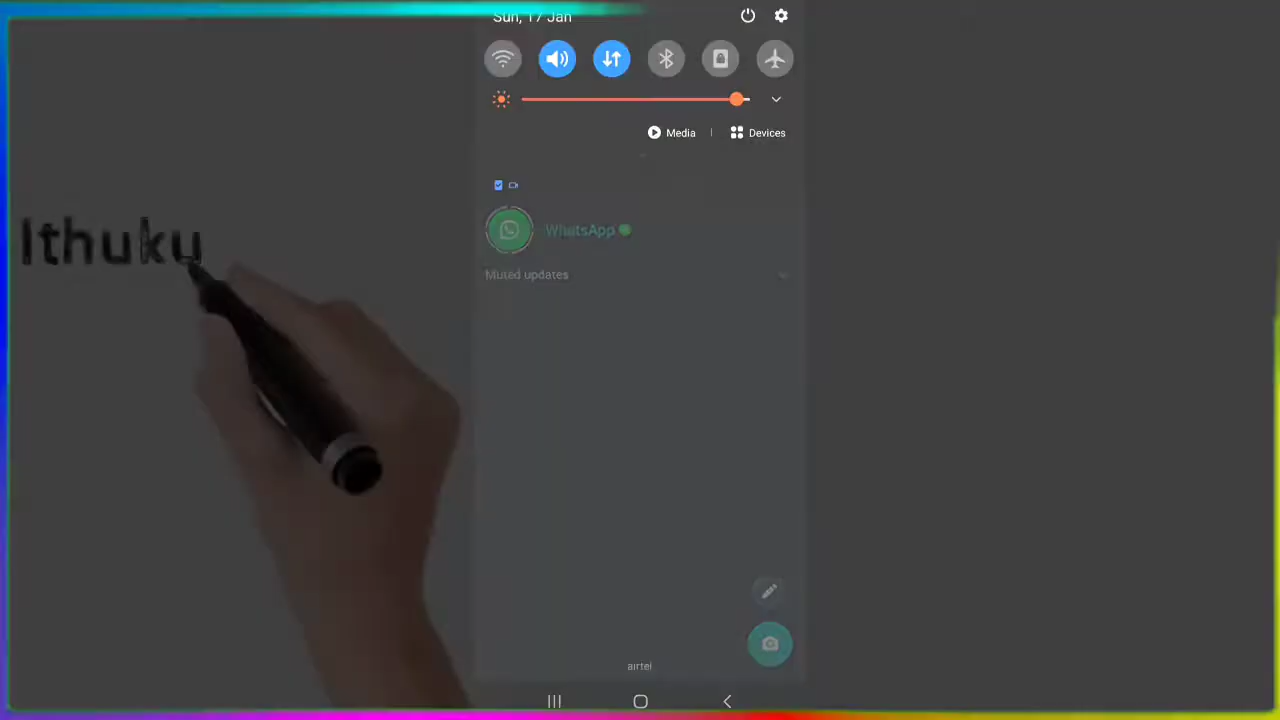 Sun, 17 Jan
Media
Devices
WhatsApp
Muted updates
Ithuku
airtel